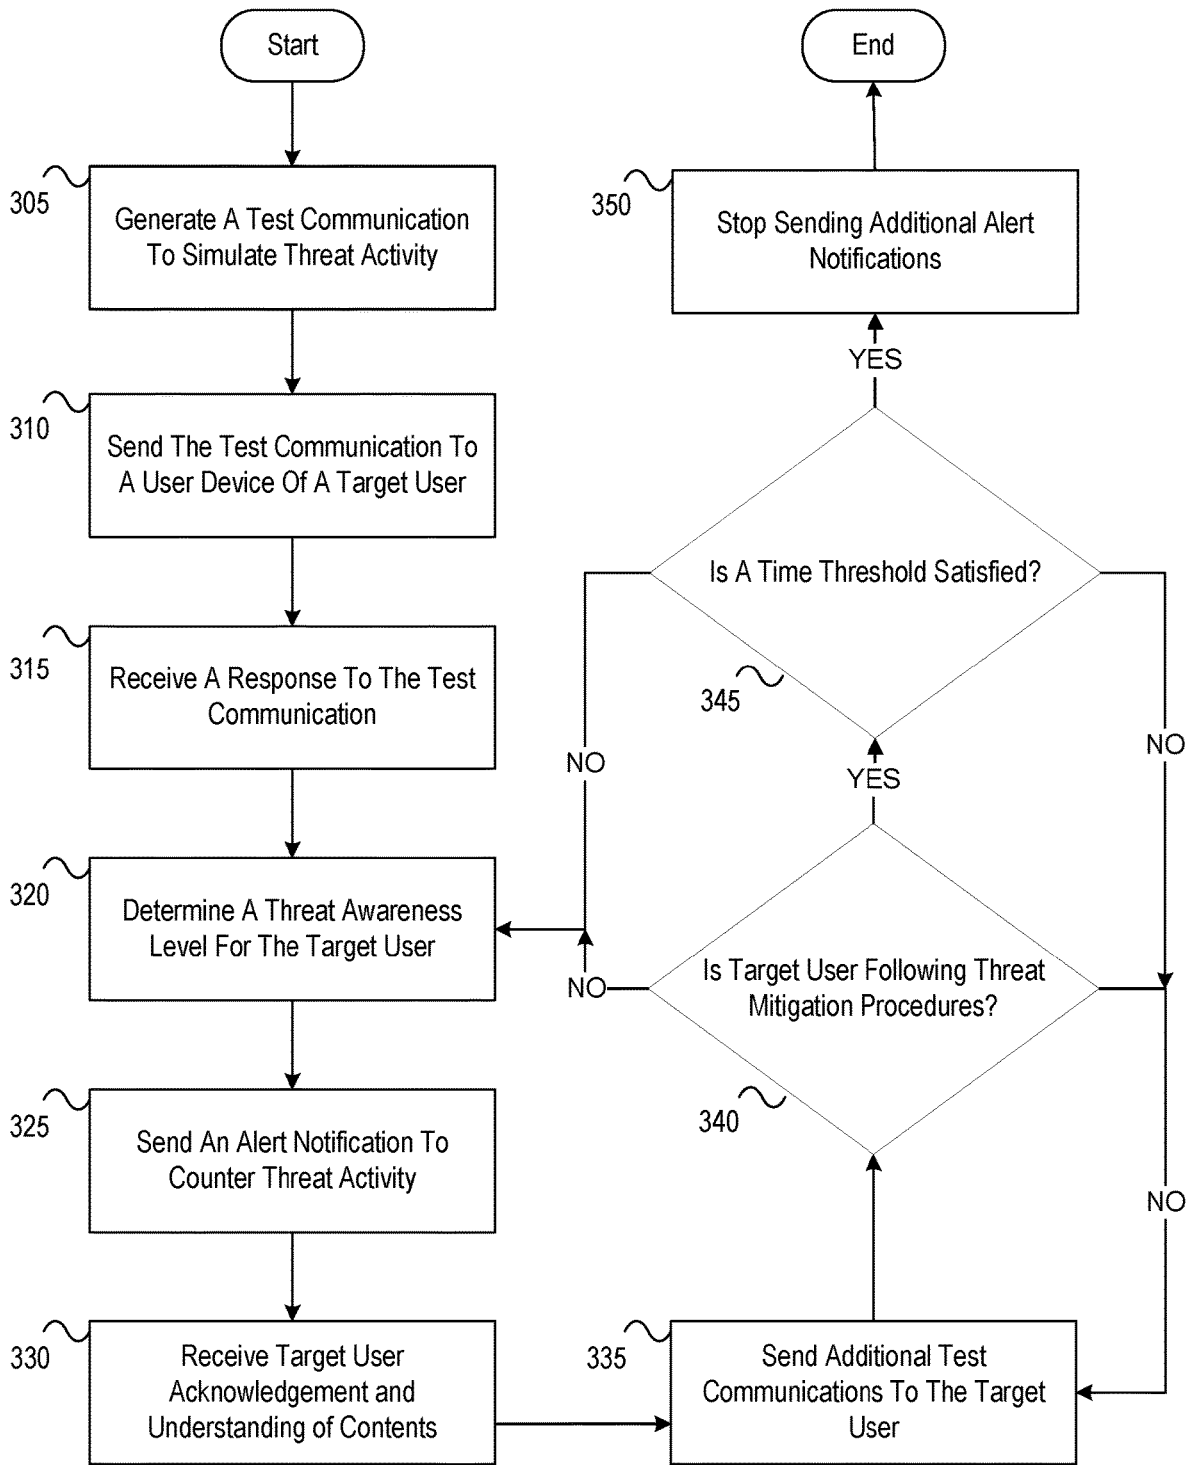 Start
305
Generate A Test Communication
To Simulate Threat Activity
310
Send The Test Communication To
A User Device Of A Target User
315
Receive A Response To The Test
Communication
320
Determine A Threat Awareness
Level For The Target User
325
Send An Alert Notification To
Counter Threat Activity
330
Receive Target User
Acknowledgement and
Understanding of Contents
End
350
Stop Sending Additional Alert
Notifications
YES
Is A Time Threshold Satisfied?
345
NO
NO
YES
Is Target User Following Threat
Mitigation Procedures?
NO
340
NO
335
Send Additional Test
Communications To The Target
User